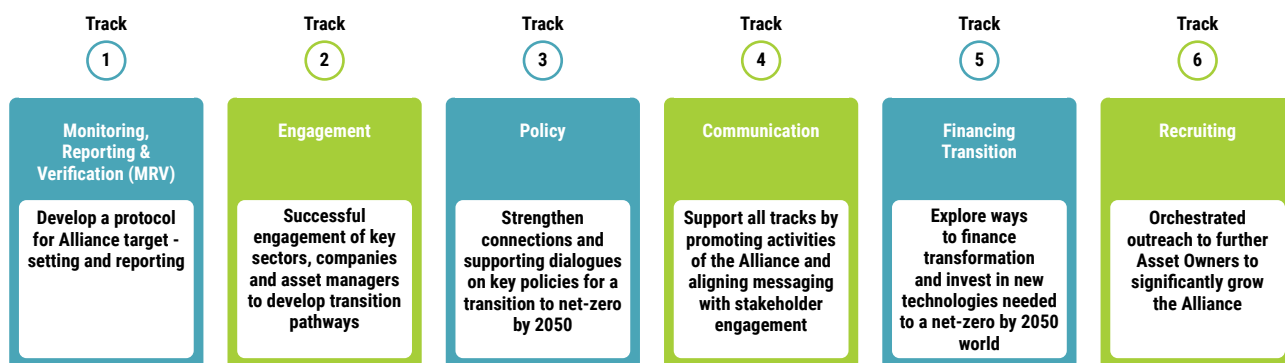 Track
1
Monitoring,
Reporting &
Verification (MRV)
Develop a protocol
for Alliance target -
setting and reporting
Track
2
Engagement
Successful
engagement of key
sectors, companies
and asset managers
to develop transition
pathways
Track
3
Policy
Strengthen
connections and
supporting dialogues
on key policies for a
transition to net-zero
by 2050
Track
4
Communication
Support all tracks by
promoting activities
of the Alliance and
aligning messaging
with stakeholder
engagement
Track
5
Financing
Transition
Explore ways
to finance
transformation
and invest in new
technologies needed
to a net-zero by 2050
world
Track
6
Recruiting
Orchestrated
outreach to further
Asset Owners to
significantly grow
the Alliance